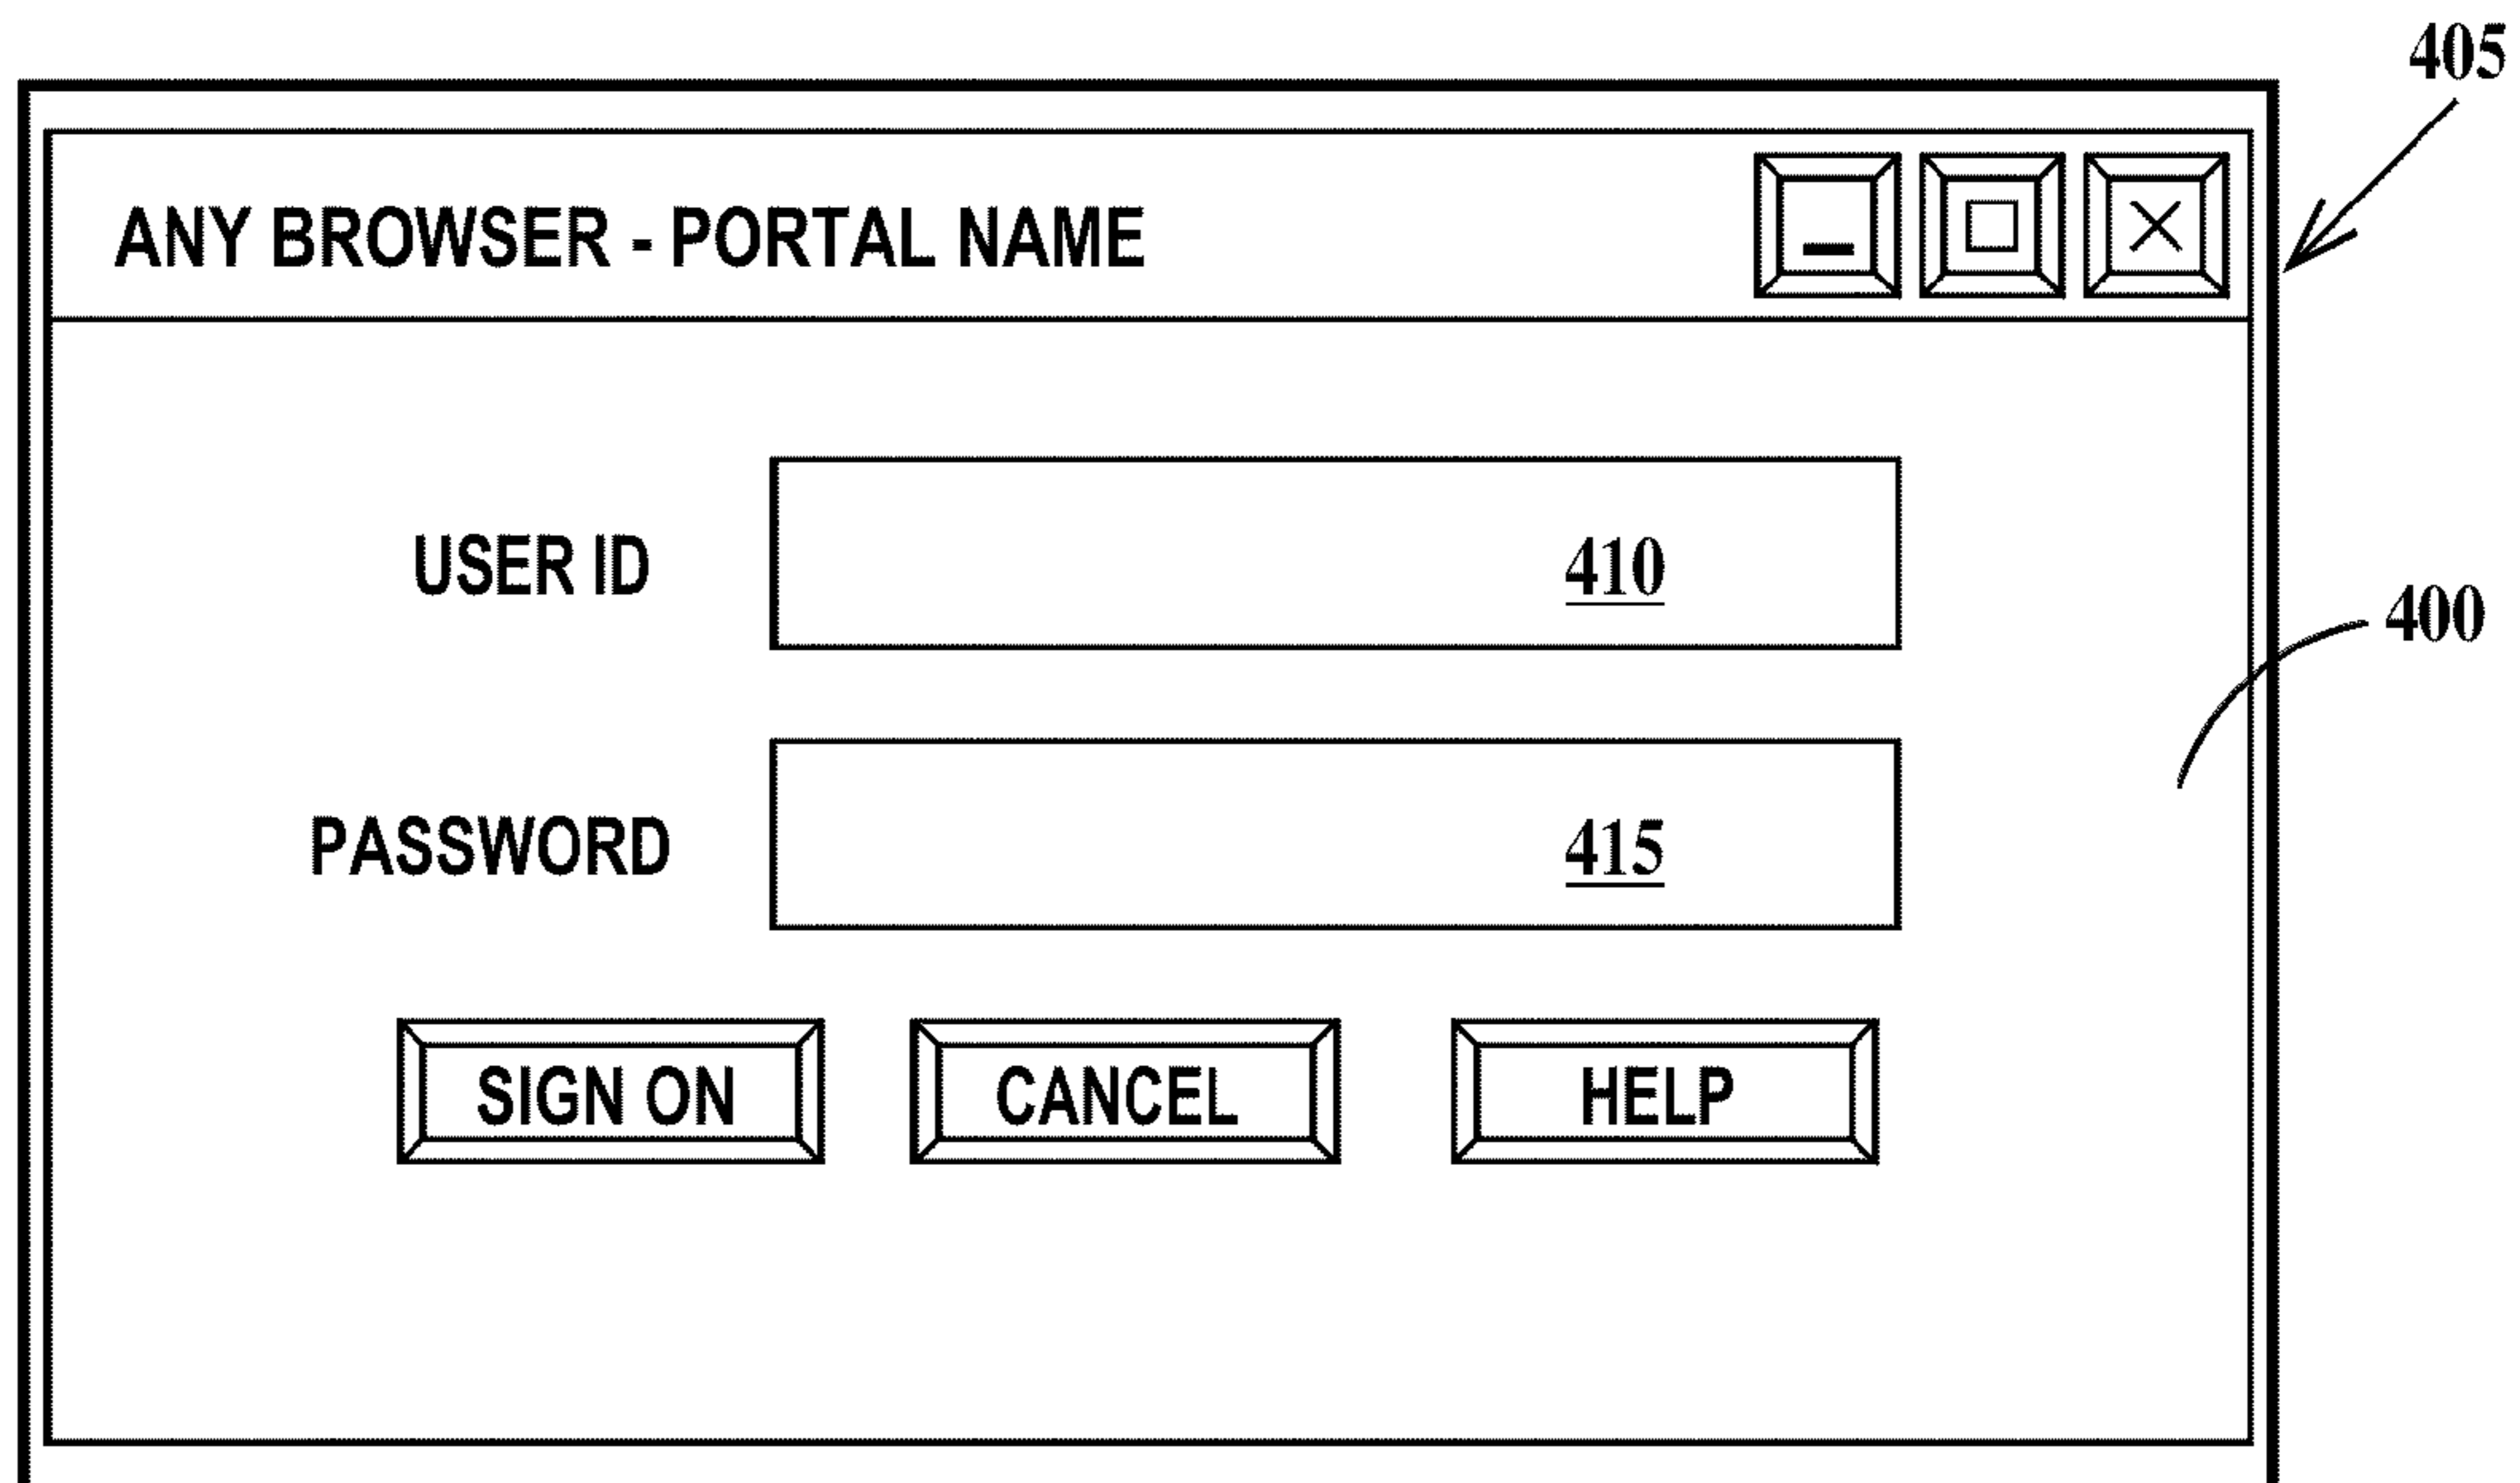 405
ANY BROWSER - PORTAL NAME
USER ID 410
400
PASSWORD 415
SIGN ON CANCEL HELP